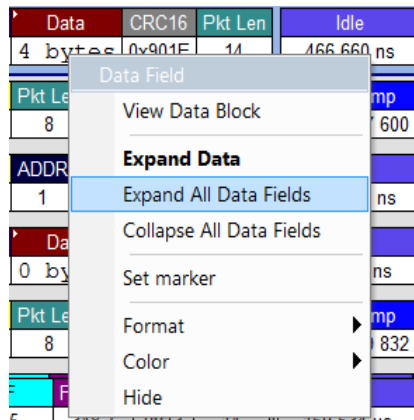 Data CRC16 Pkt Len Idle
4 bytes 0x901E 14 466.660 ns
Data Field
View Data Block
Expand Data
Expand All Data Fields
Collapse All Data Fields
Set marker
Format
Color
Hide
Pkt Le mp
8 600
ADDR
1 ns
Da
0 by ns
Pkt Le mp
8 832
F F